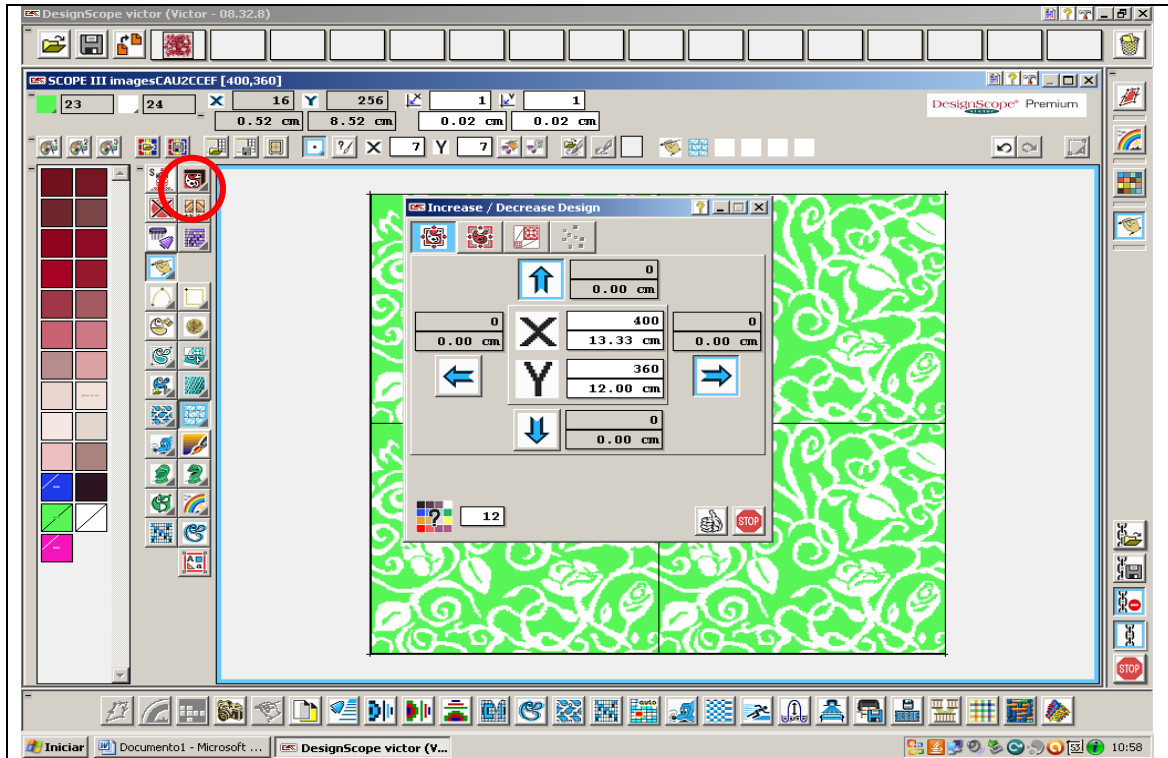 DesignScope victor (Victor - 08.32.8)
SCOPE III imagesCAU2CCEF [400,360]
23 24 X 16 Y 256 X 1 Y 1
0.52 cm 8.52 cm 0.02 cm 0.02 cm
DesignScope® Premium
victor
X 7 Y 7
Increase / Decrease Design
0
0.00 cm
0 X 400 0
0.00 cm 13.33 cm 0.00 cm
Y 360
12.00 cm
0
0.00 cm
? 12 STOP
auto
STOP
Iniciar Documento1 - Microsoft ... DesignScope victor (V... 10:58